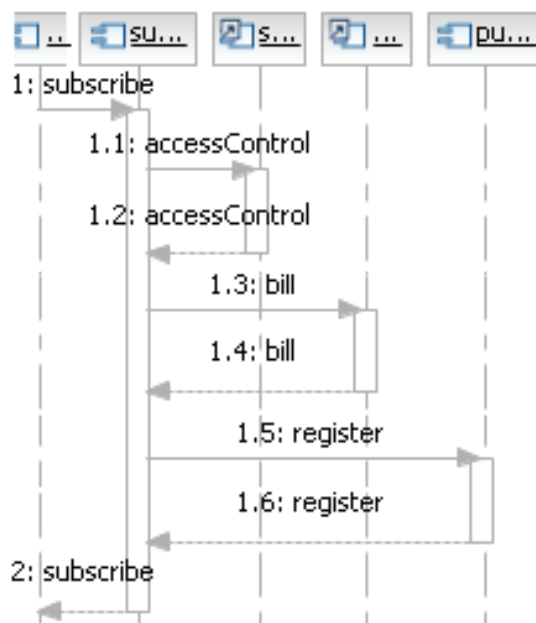 ..
su...
s...
...
pu...
1: subscribe
1.1: accessControl
1.2: accessControl
1.3: bill
1.4: bill
1.5: register
1.6: register
2: subscribe